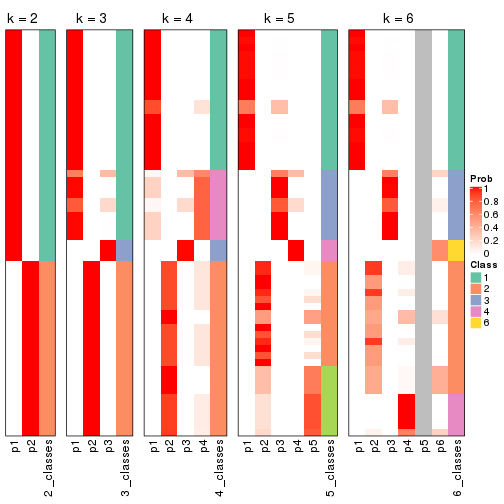 k = 2
k = 3
k = 4
k = 5
k = 6
p1
p2
2_classes
p1
p2
p3
3_classes
p1
p2
p3
p4
4_classes
p1
p2
p3
p4
p5
5_classes
p1
p2
p3
p4
p5
p6
6_classes
Prob
1
0.8
0.6
0.4
0.2
0
Class
1
2
3
4
6